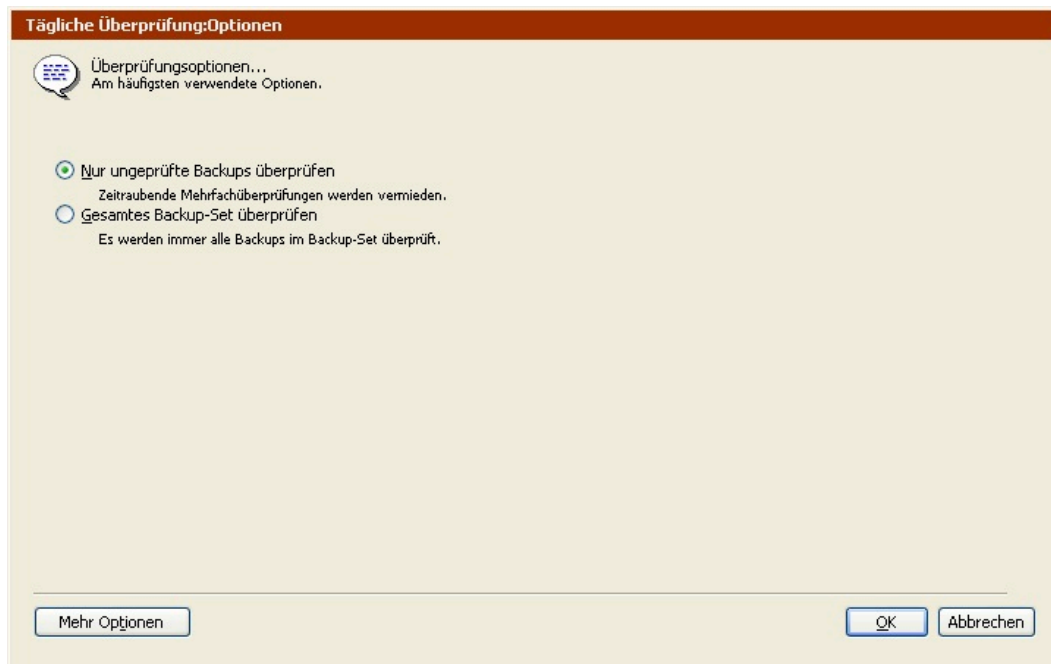 Tägliche Überprüfung:Optionen
Überprüfungsoptionen...
Am häufigsten verwendete Optionen.
Nur ungeprüfte Backups überprüfen
Zeitraubende Mehrfachüberprüfungen werden vermieden.
Gesamtes Backup-Set überprüfen
Es werden immer alle Backups im Backup-Set überprüft.
Mehr Optionen
OK
Abbrechen